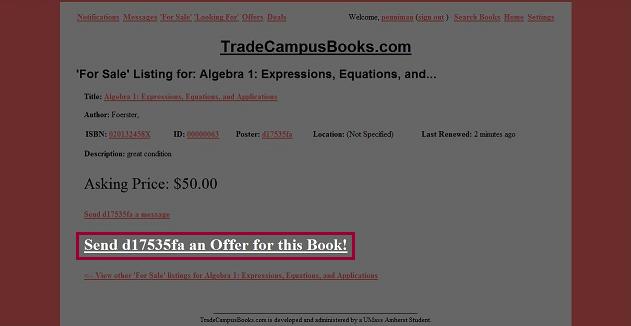 Notifications Messages 'For Sale' 'Looking For' Offers Deals Welcome, penniman (sign out ) Search Books Home Settings
TradeCampusBooks.com
'For Sale' Listing for: Algebra 1: Expressions, Equations, and...
Title: Algebra 1: Expressions, Equations, and Applications
Author: Foerster,
ISBN: 020132458X ID: 00000063 Poster: d17535fa Location: (Not Specified) Last Renewed: 2 minutes ago
Description: great condition
Asking Price: $50.00
Send d17535fa a message
Send d17535fa an Offer for this Book!
<-- View other 'For Sale' listings for Algebra 1: Expressions, Equations, and Applications
TradeCampusBooks.com is developed and administered by a UMass Amherst Student.